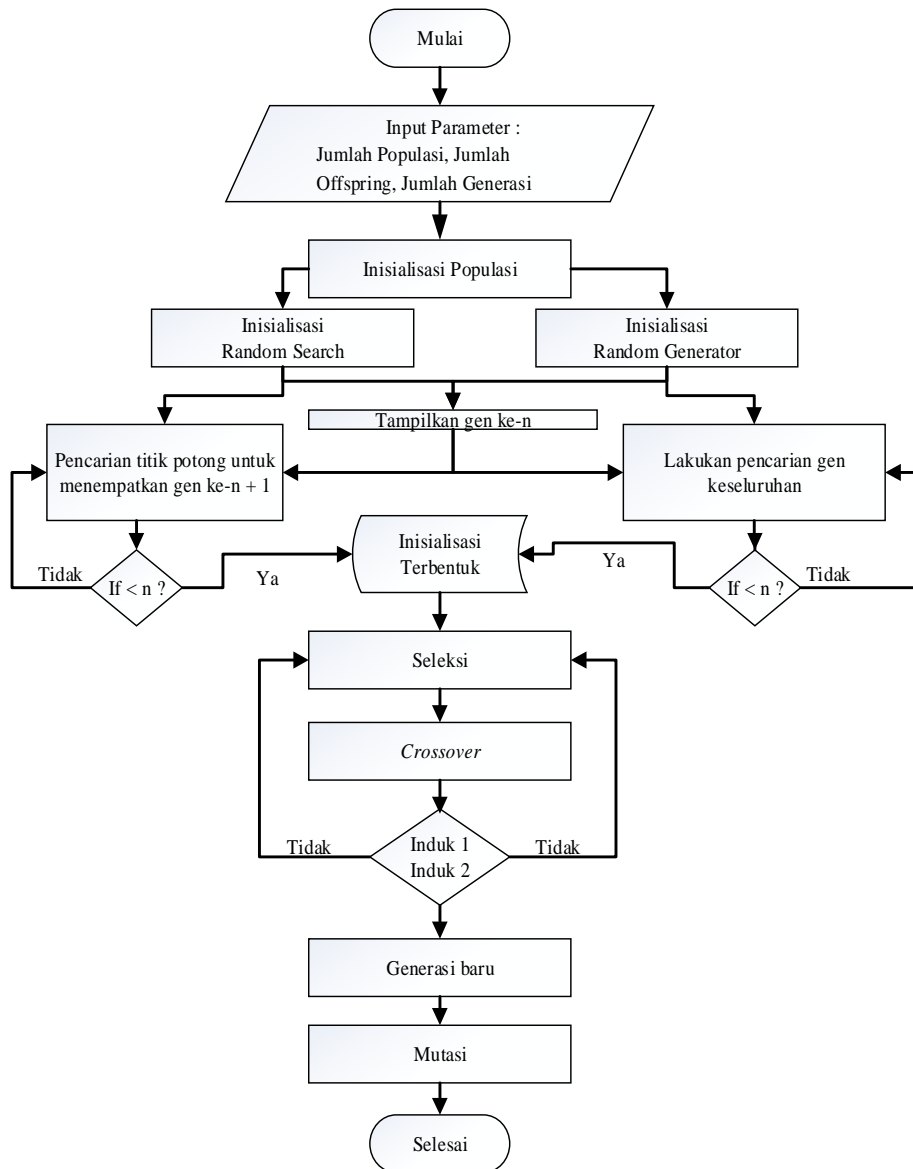 Mulai
Input Parameter :
Jumlah Populasi, Jumlah
Offspring, Jumlah Generasi
Inisialisasi Populasi
Inisialisasi
Random Search
Inisialisasi
Random Generator
Tampilkan gen ke-n
Pencarian titik potong untuk
menempatkan gen ke-n + 1
Lakukan pencarian gen
keseluruhan
Inisialisasi
Terbentuk
Tidak
If < n ?
Ya
Ya
If < n ?
Tidak
Seleksi
Crossover
Tidak
Induk 1
Induk 2
Tidak
Generasi baru
Mutasi
Selesai